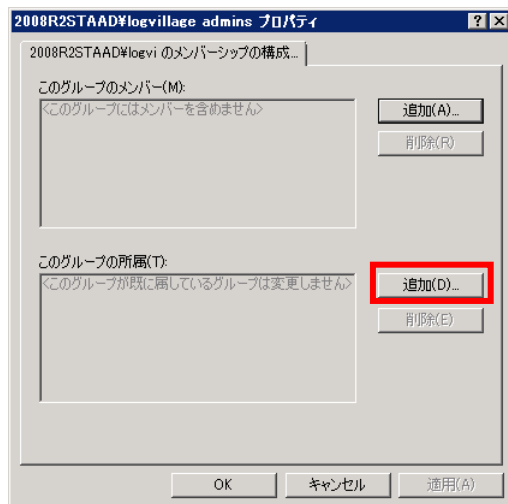 2008R2STAAD¥logvillage admins プロパティ
2008R2STAAD¥logvi のメンバーシップの構成...
このグループのメンバー(M):
<このグループにはメンバーを含めません>
追加(A)...
削除(R)
このグループの所属(T):
<このグループが既に属しているグループは変更しません>
追加(D)...
削除(E)
OK
キャンセル
適用(A)